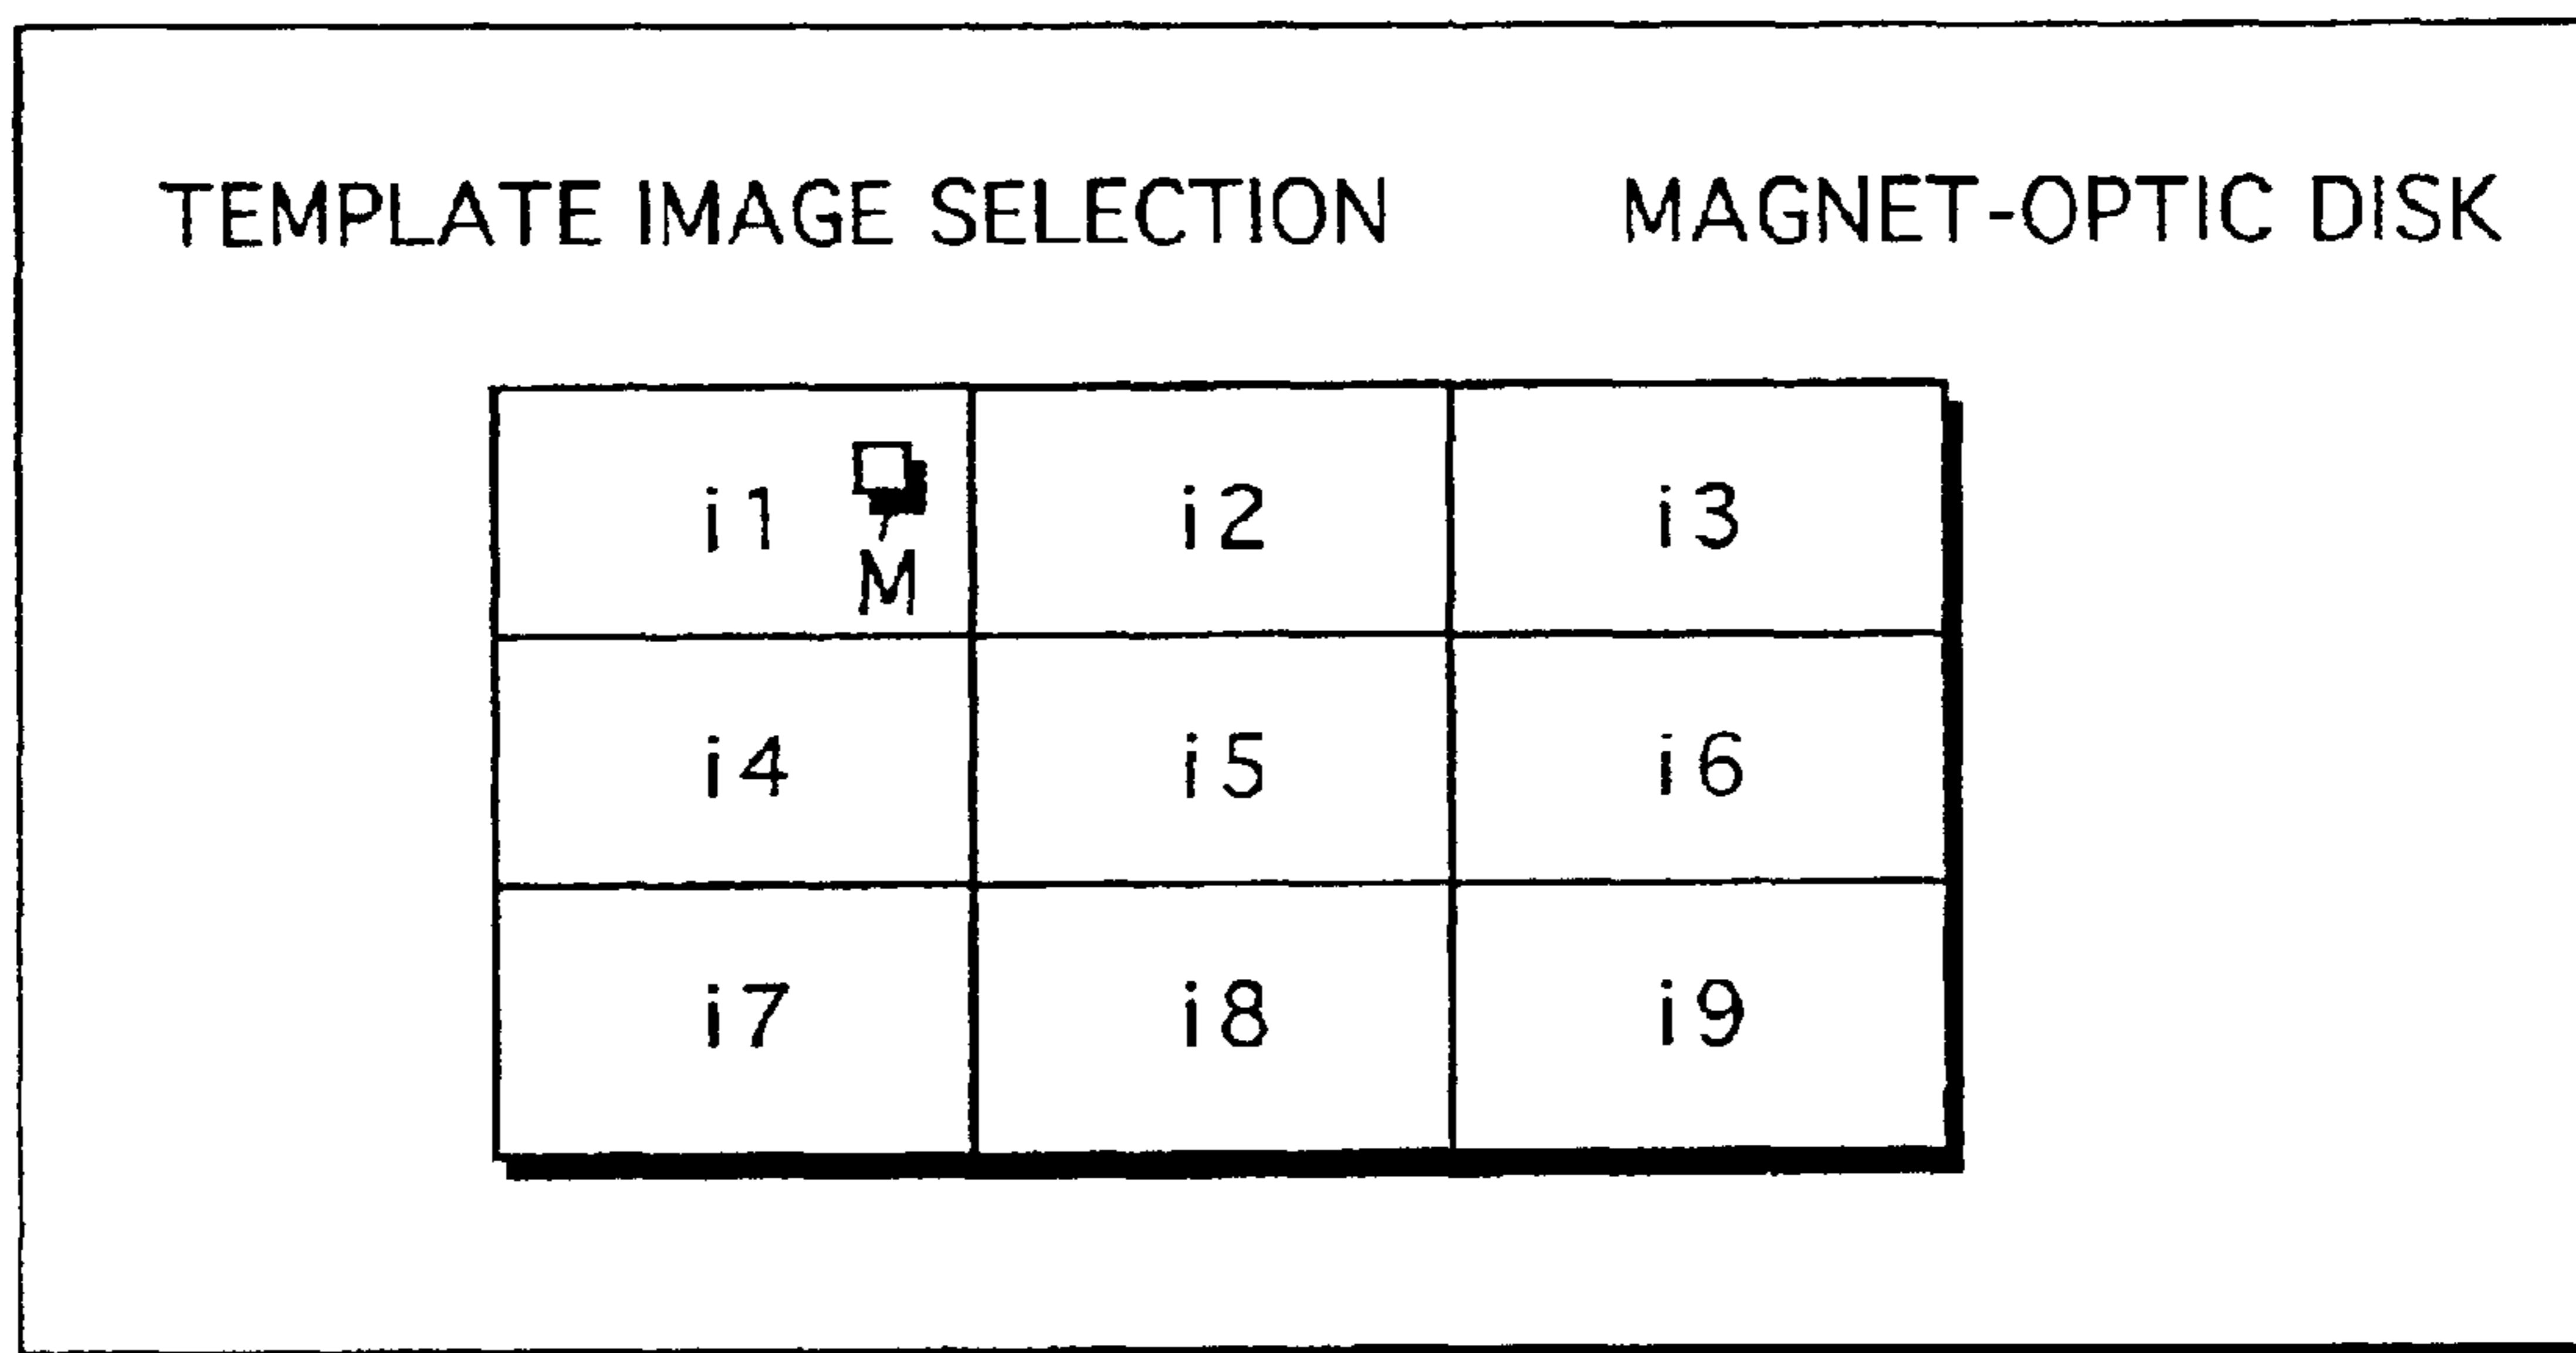 TEMPLATE IMAGE SELECTION MAGNET-OPTIC DISK
i1 i2 i3
M
i4 i5 i6
i7 i8 i9